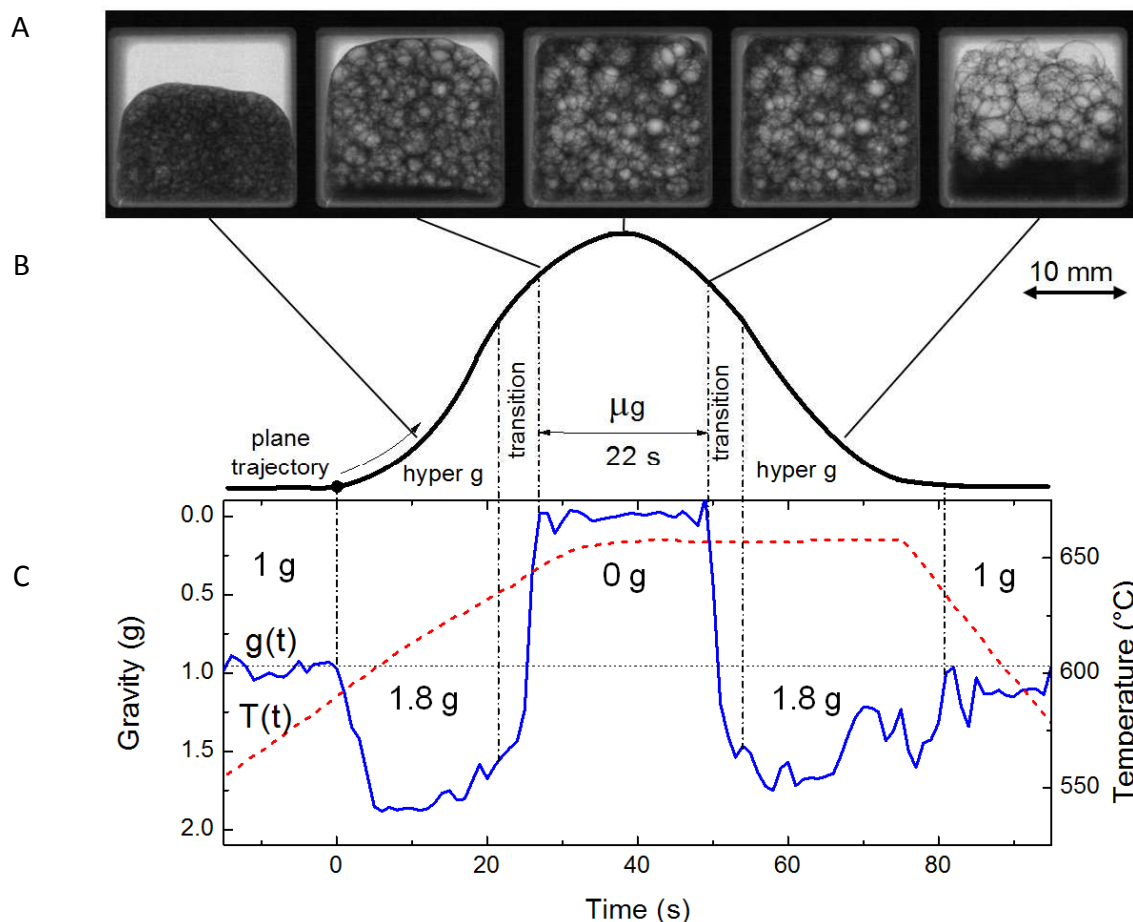 A
B
10 mm
transition
μg
transition
plane
trajectory
22 s
hyper g
hyper g
C
0.0
0.5
1.0
1.5
2.0
Gravity (g)
1 g
0 g
1 g
g(t)
1.8 g
1.8 g
T(t)
650
600
550
Temperature (°C)
0
20
40
60
80
Time (s)